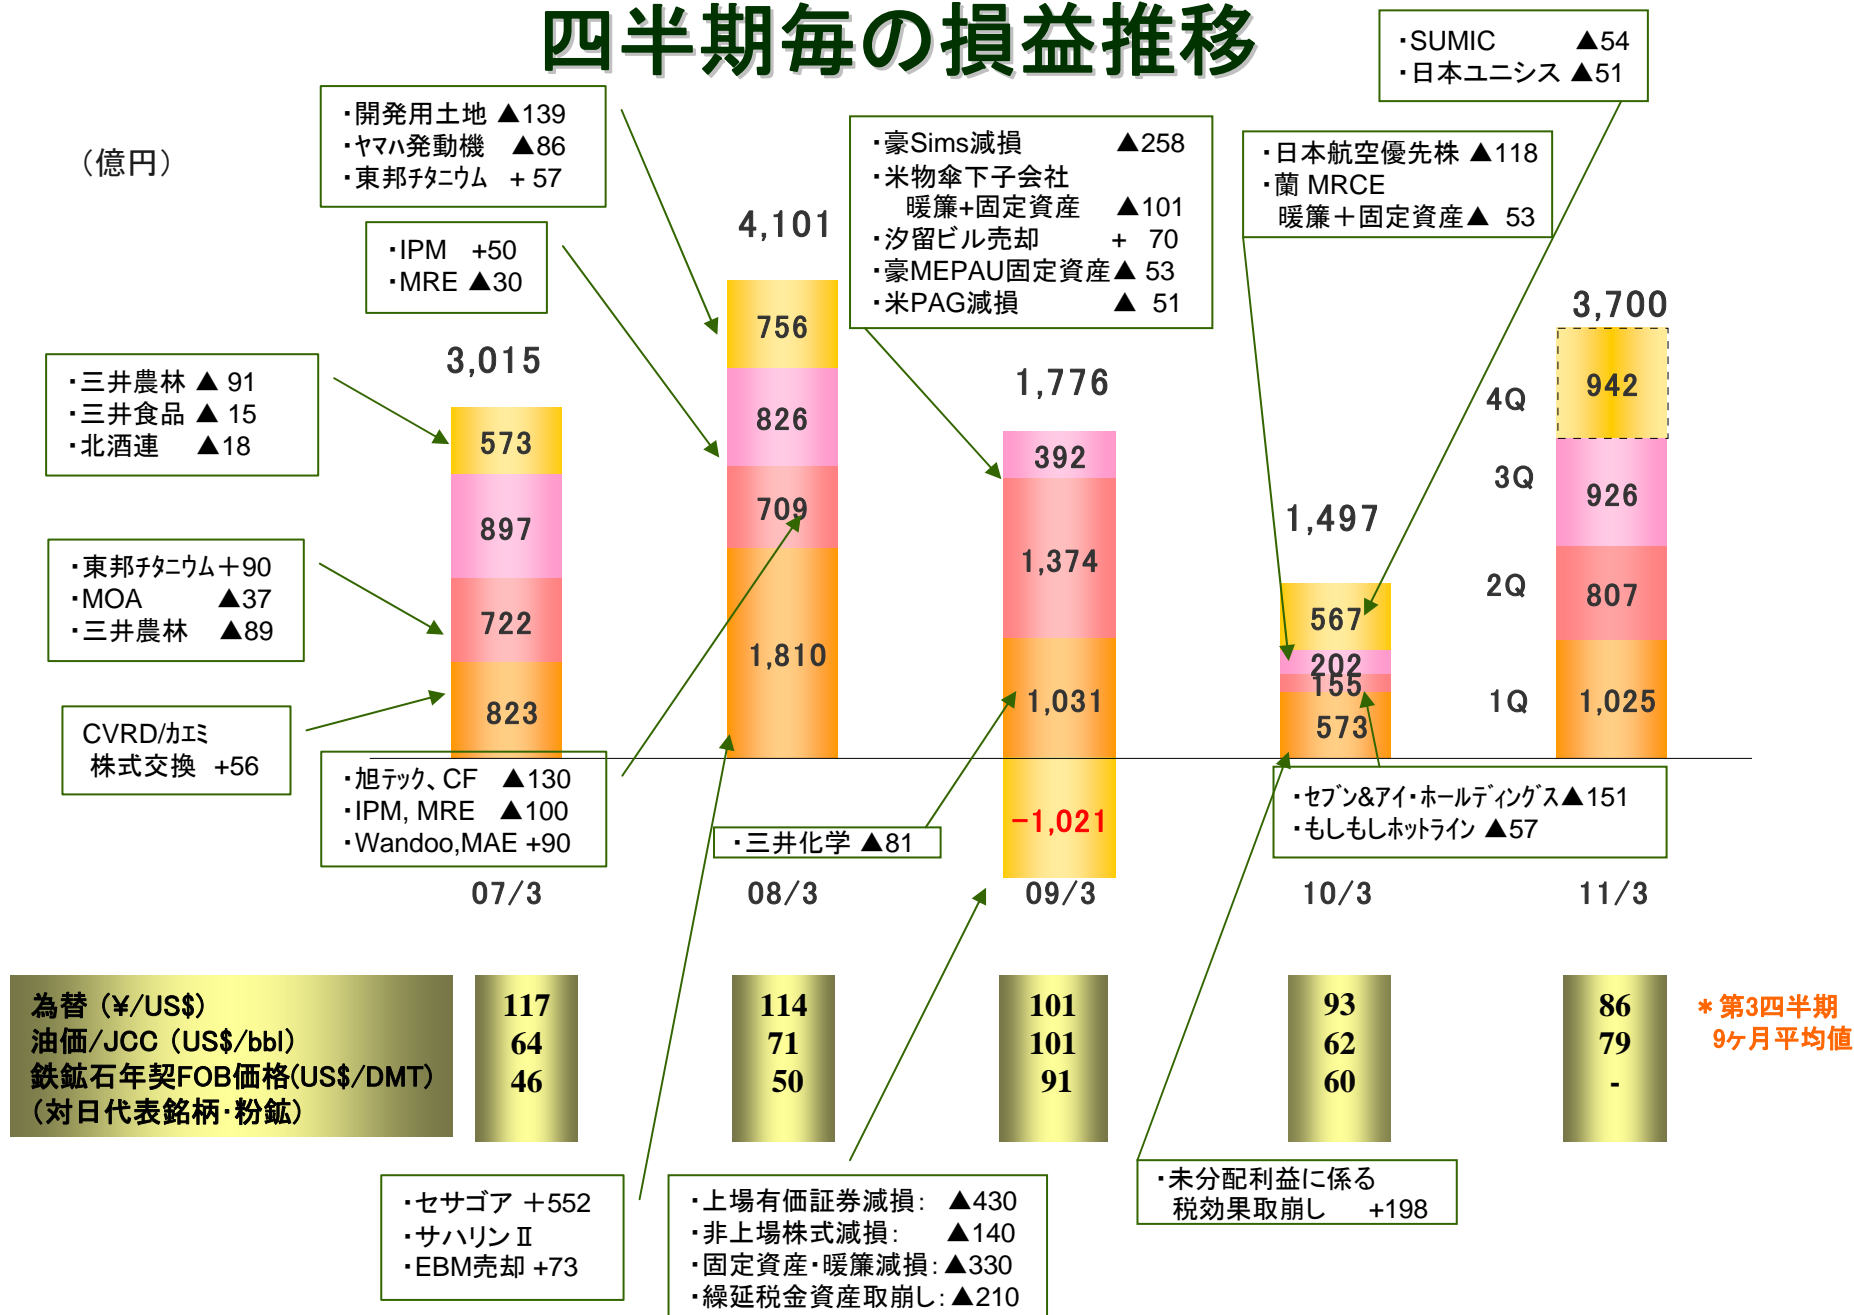 四半期毎の損益推移
(億円)
・SUMIC ▲54
・日本ユニシス ▲51
・開発用土地 ▲139
・ヤマハ発動機 ▲86
・東邦チタニウム + 57
・IPM +50
・MRE ▲30
・豪Sims減損 ▲258
・米物傘下子会社
暖簾+固定資産 ▲101
・汐留ビル売却 + 70
・豪MEPAU固定資産▲ 53
・米PAG減損 ▲ 51
・日本航空優先株 ▲118
・蘭 MRCE
暖簾+固定資産▲ 53
・三井農林 ▲ 91
・三井食品 ▲ 15
・北酒連 ▲18
・東邦チタニウム+90
・MOA ▲37
・三井農林 ▲89
CVRD/カエミ
株式交換 +56
3,015
573
897
722
823
4,101
756
826
709
1,810
1,776
392
1,374
1,031
-1,021
1,497
567
202
155
573
3,700
4Q 942
3Q 926
2Q 807
1Q 1,025
・旭テック、CF ▲130
・IPM, MRE ▲100
・Wandoo,MAE +90
・三井化学 ▲81
・セブン&アイ・ホールディングス▲151
・もしもしホットライン ▲57
07/3 08/3 09/3 10/3 11/3
為替 (¥/US$) 117 114 101 93 86
油価/JCC (US$/bbl) 64 71 101 62 79
鉄鉱石年契FOB価格(US$/DMT) 46 50 91 60 -
(対日代表銘柄・粉鉱)
*第3四半期
9ヶ月平均値
・セサゴア +552
・サハリンⅡ
・EBM売却 +73
・上場有価証券減損: ▲430
・非上場株式減損: ▲140
・固定資産・暖簾減損:▲330
・繰延税金資産取崩し:▲210
・未分配利益に係る
税効果取崩し +198